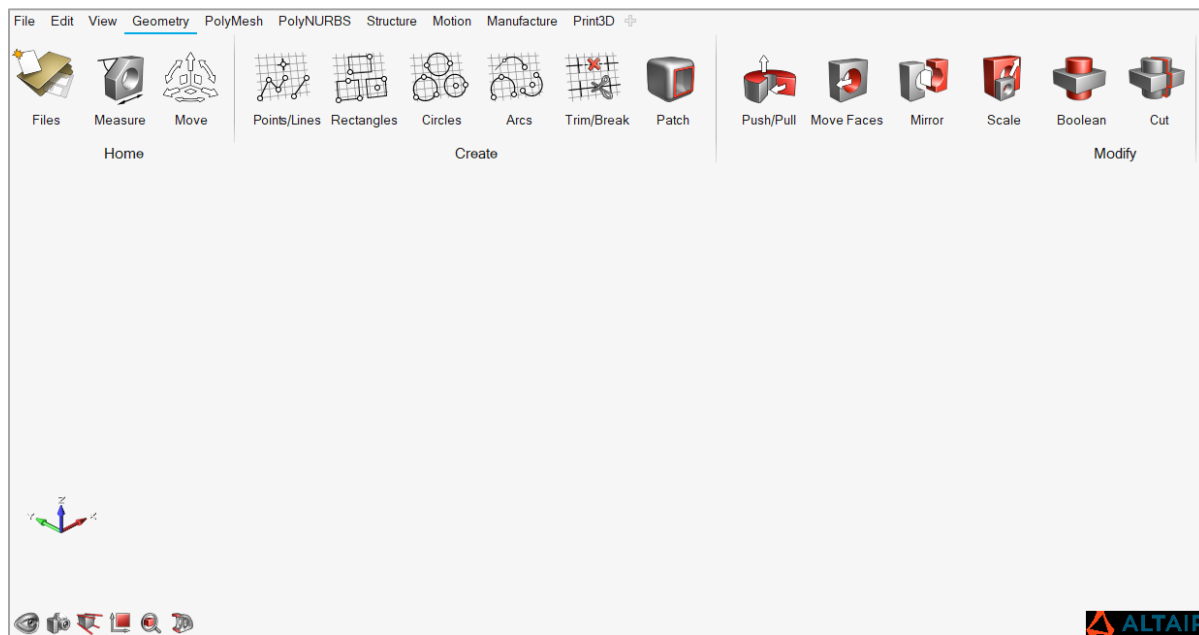 File Edit View Geometry PolyMesh PolyNURBS Structure Motion Manufacture Print3D
Files Measure Move Points/Lines Rectangles Circles Arcs Trim/Break Patch Push/Pull Move Faces Mirror Scale Boolean Cut
Home Create Modify
Z
Y X
ALTAIR